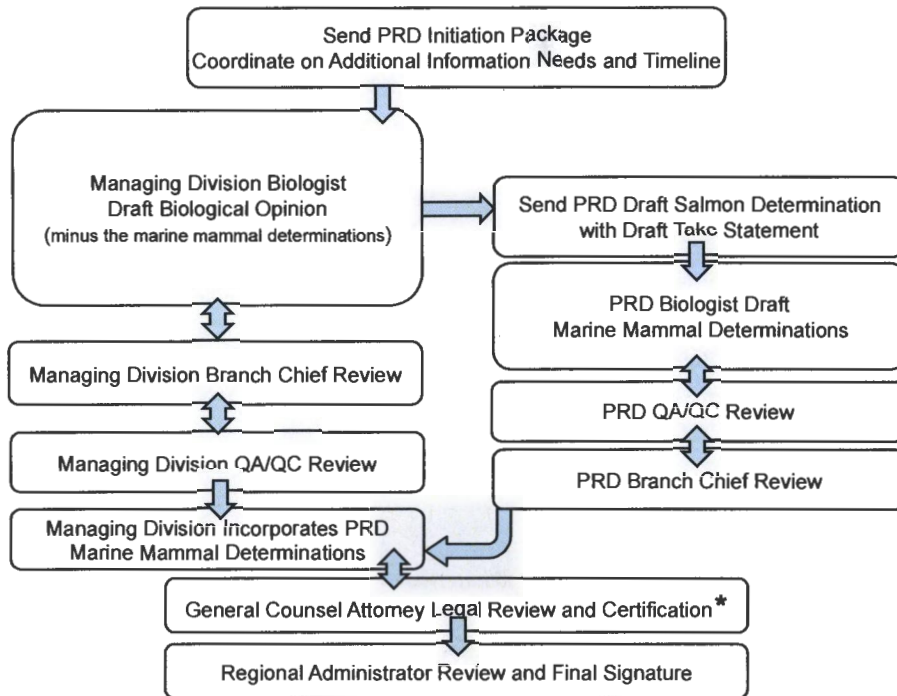 Send PRD Initiation Package
Coordinate on Additional Information Needs and Timeline
Managing Division Biologist
Draft Biological Opinion
(minus the marine mammal determinations)
Send PRD Draft Salmon Determination
with Draft Take Statement
PRD Biologist Draft
Marine Mammal Determinations
Managing Division Branch Chief Review
PRD QA/QC Review
Managing Division QA/QC Review
PRD Branch Chief Review
Managing Division Incorporates PRD
Marine Mammal Determinations
General Counsel Attorney Legal Review and Certification*
Regional Administrator Review and Final Signature